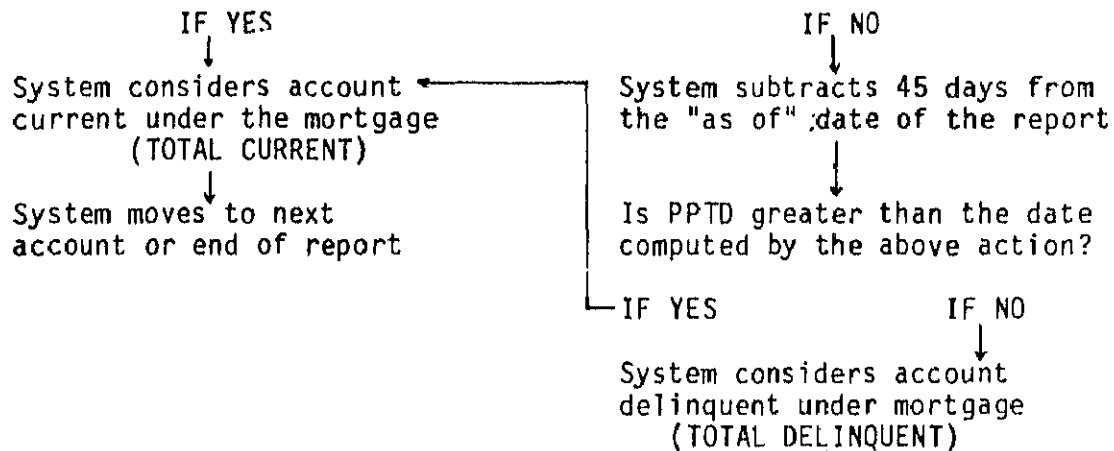 IF YES
System considers account
current under the mortgage
(TOTAL CURRENT)
System moves to next
account or end of report
IF NO
System subtracts 45 days from
the "as of" date of the report
Is PPTD greater than the date
computed by the above action?
IF YES
IF NO
System considers account
delinquent under mortgage
(TOTAL DELINQUENT)